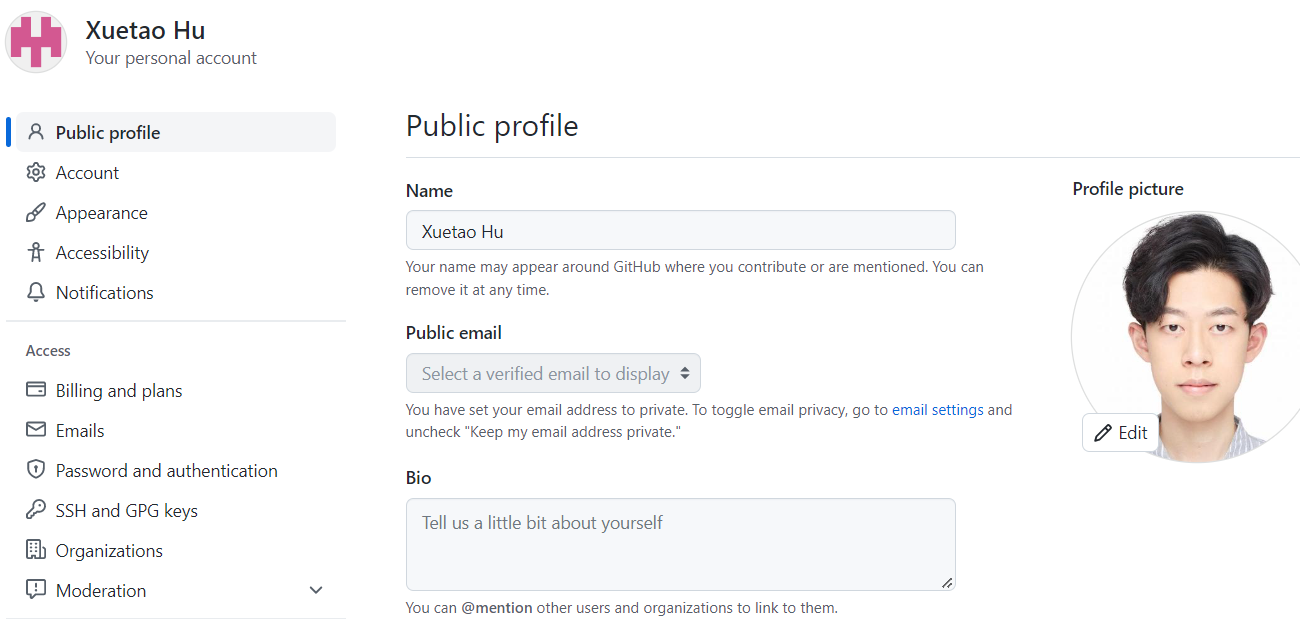 Xuetao Hu
Your personal account
Public profile
Account
Appearance
Accessibility
Notifications
Access
Billing and plans
Emails
Password and authentication
SSH and GPG keys
Organizations
Moderation
Public profile
Name
Xuetao Hu
Your name may appear around GitHub where you contribute or are mentioned. You can
remove it at any time.
Public email
Select a verified email to display
You have set your email address to private. To toggle email privacy, go to email settings and
uncheck "Keep my email address private."
Bio
Tell us a little bit about yourself
You can @mention other users and organizations to link to them.
Profile picture
Edit